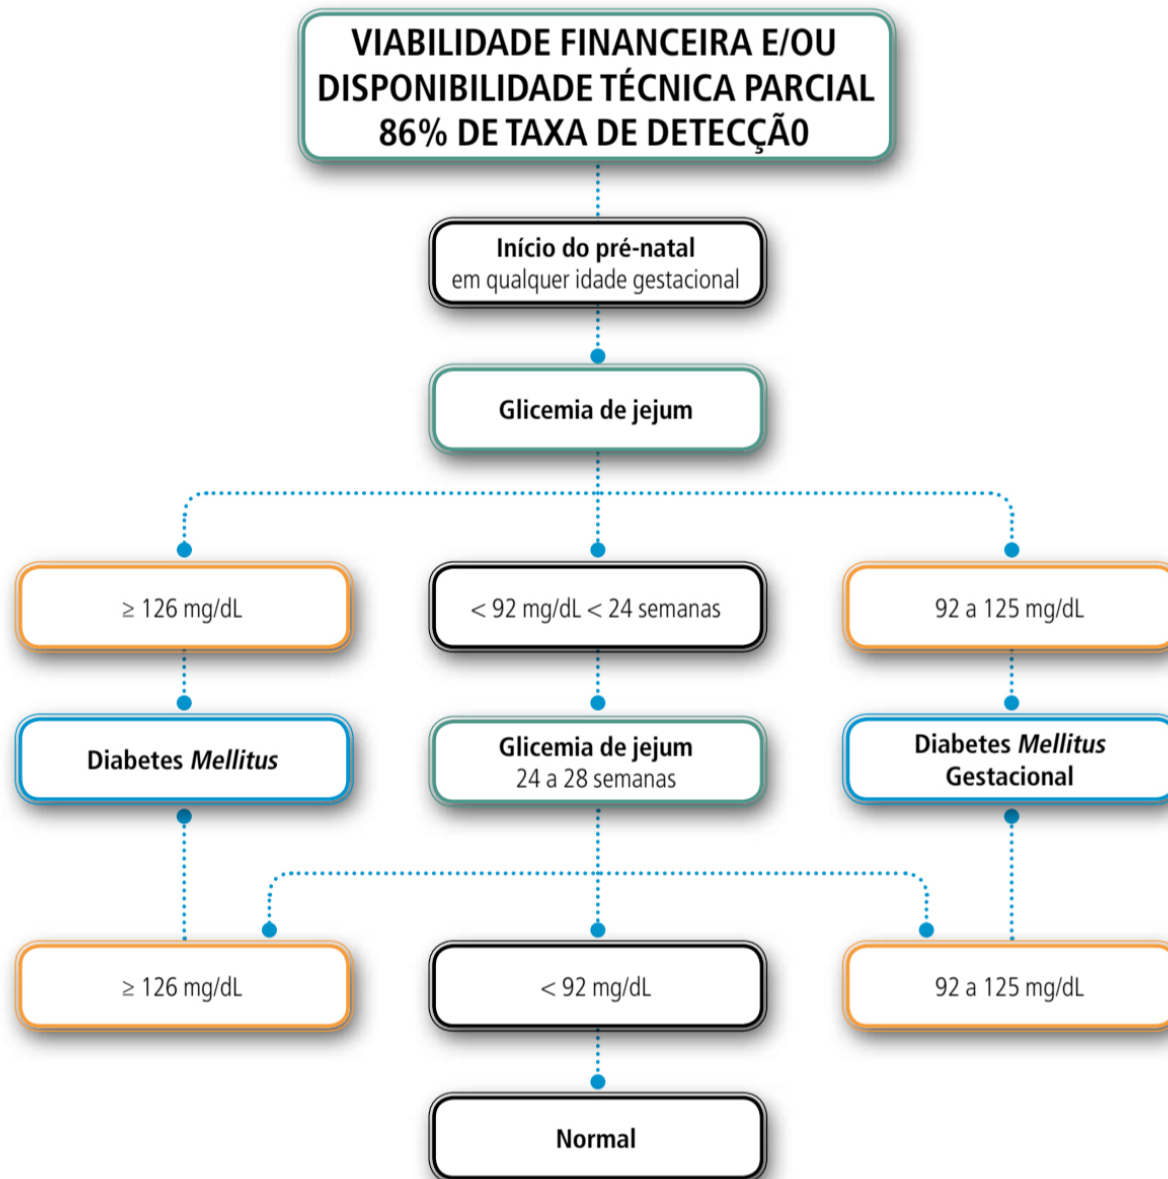 VIABILIDADE FINANCEIRA E/OU
DISPONIBILIDADE TÉCNICA PARCIAL
86% DE TAXA DE DETECÇÃ0
Início do pré-natal
em qualquer idade gestacional
Glicemia de jejum
≥ 126 mg/dL
< 92 mg/dL < 24 semanas
92 a 125 mg/dL
Diabetes Mellitus
Glicemia de jejum
24 a 28 semanas
Diabetes Mellitus
Gestacional
≥ 126 mg/dL
< 92 mg/dL
92 a 125 mg/dL
Normal